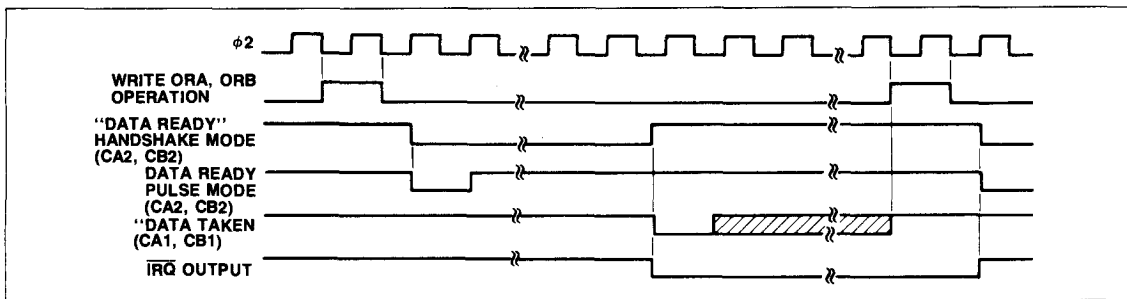 ϕ2
WRITE ORA, ORB
OPERATION
"DATA READY"
HANDSHAKE MODE
(CA2, CB2)
DATA READY
PULSE MODE
(CA2, CB2)
"DATA TAKEN
(CA1, CB1)
I̅R̅Q̅ OUTPUT